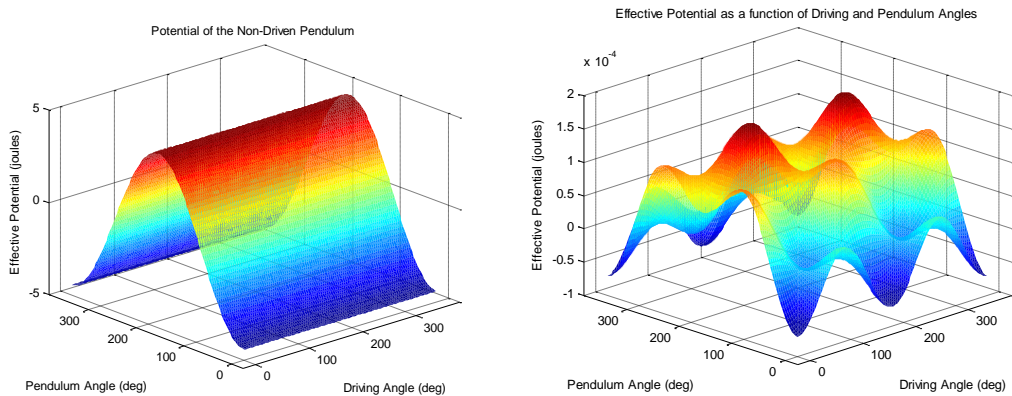 Potential of the Non-Driven Pendulum
5
0
-5
Effective Potential (joules)
300
200
100
0
Pendulum Angle (deg)
0
100
200
300
Driving Angle (deg)
Effective Potential as a function of Driving and Pendulum Angles
x 10^-4
2
1.5
1
0.5
0
-0.5
-1
Effective Potential (joules)
300
200
100
0
Pendulum Angle (deg)
0
100
200
300
Driving Angle (deg)